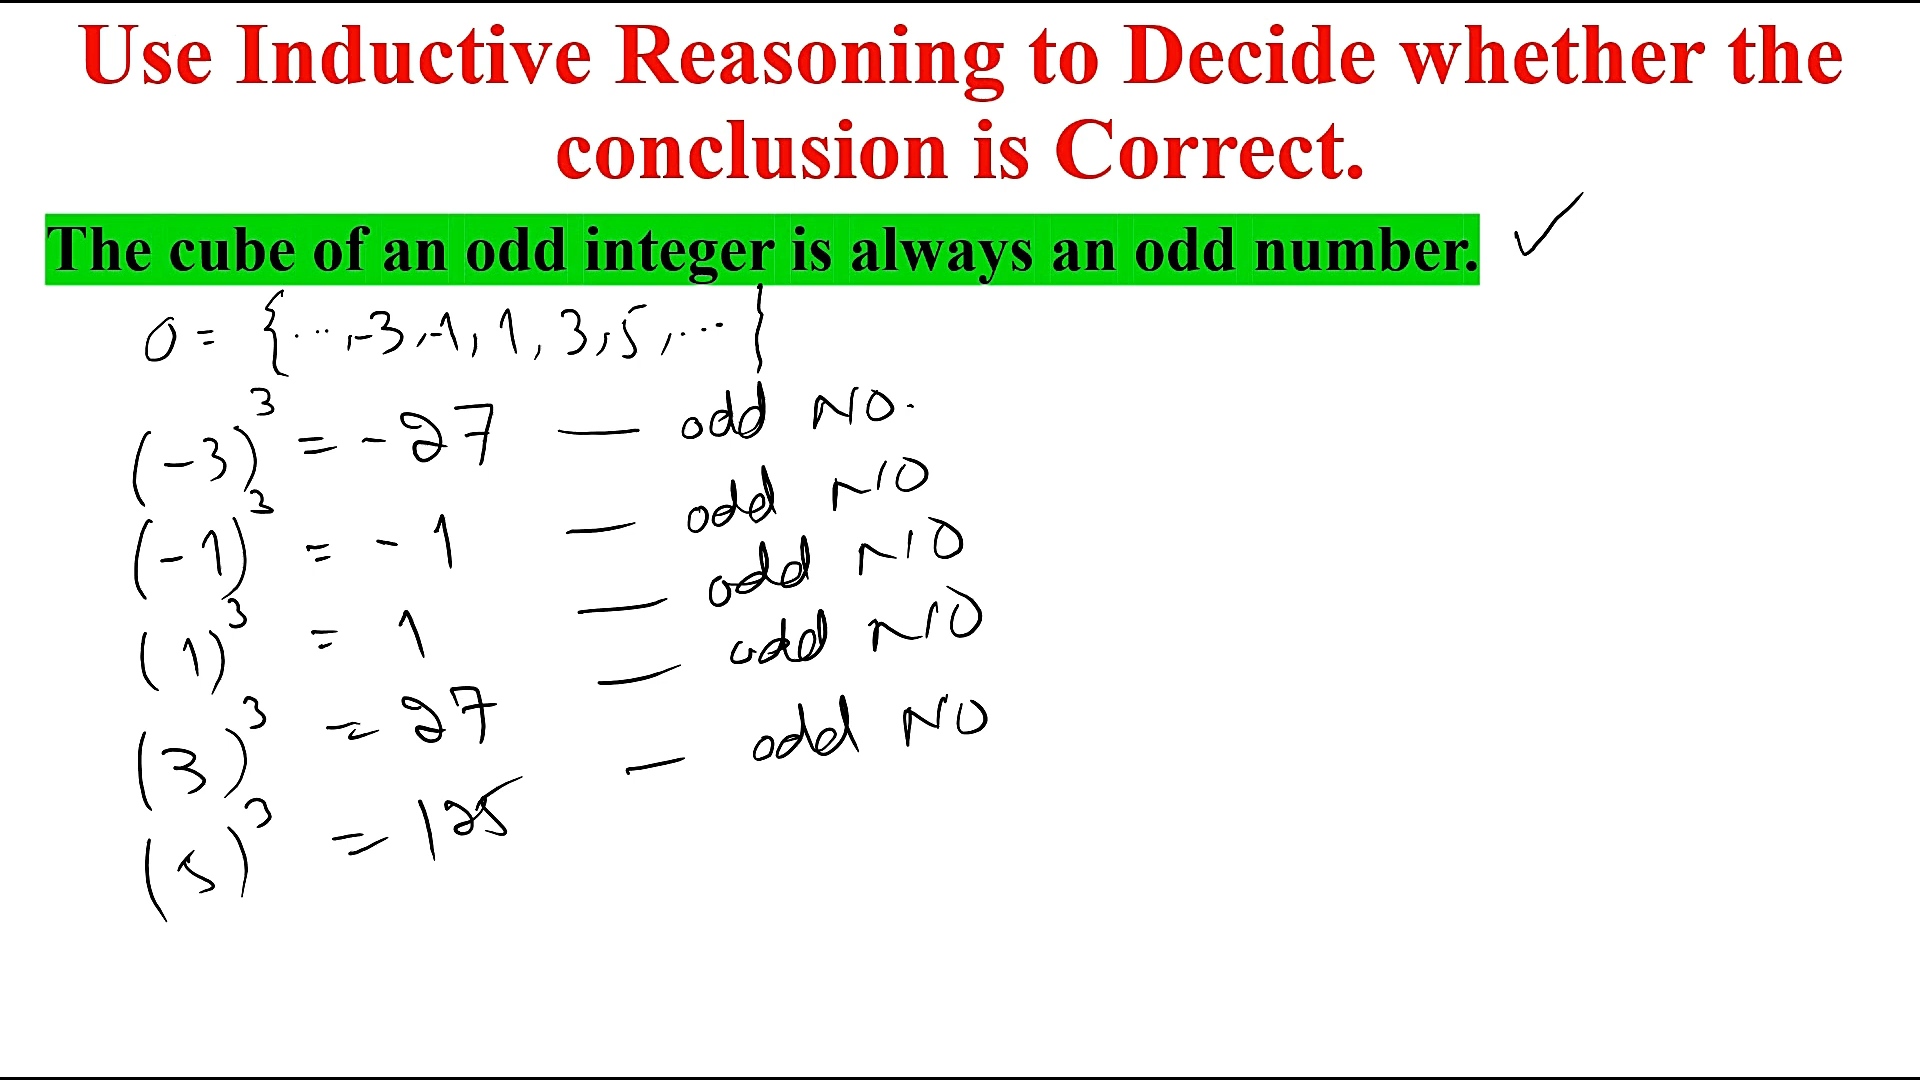 Use Inductive Reasoning to Decide whether the
conclusion is Correct.
The cube of an odd integer is always an odd number. ✓
O = {..., -3, -1, 1, 3, 5, ...}
(-3)³ = -27 — odd NO.
(-1)³ = -1 — odd NO
(1)³ = 1 — odd NO
(3)³ = 27 — odd NO
(5)³ = 125 — odd NO